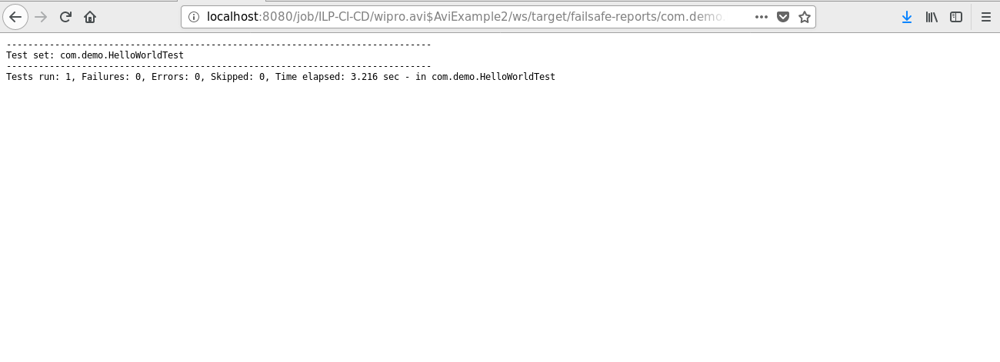 localhost:8080/job/ILP-CI-CD/wipro.avi$AviExample2/ws/target/failsafe-reports/com.demo.
-------------------------------------------------------------------------------
Test set: com.demo.HelloWorldTest
-------------------------------------------------------------------------------
Tests run: 1, Failures: 0, Errors: 0, Skipped: 0, Time elapsed: 3.216 sec - in com.demo.HelloWorldTest